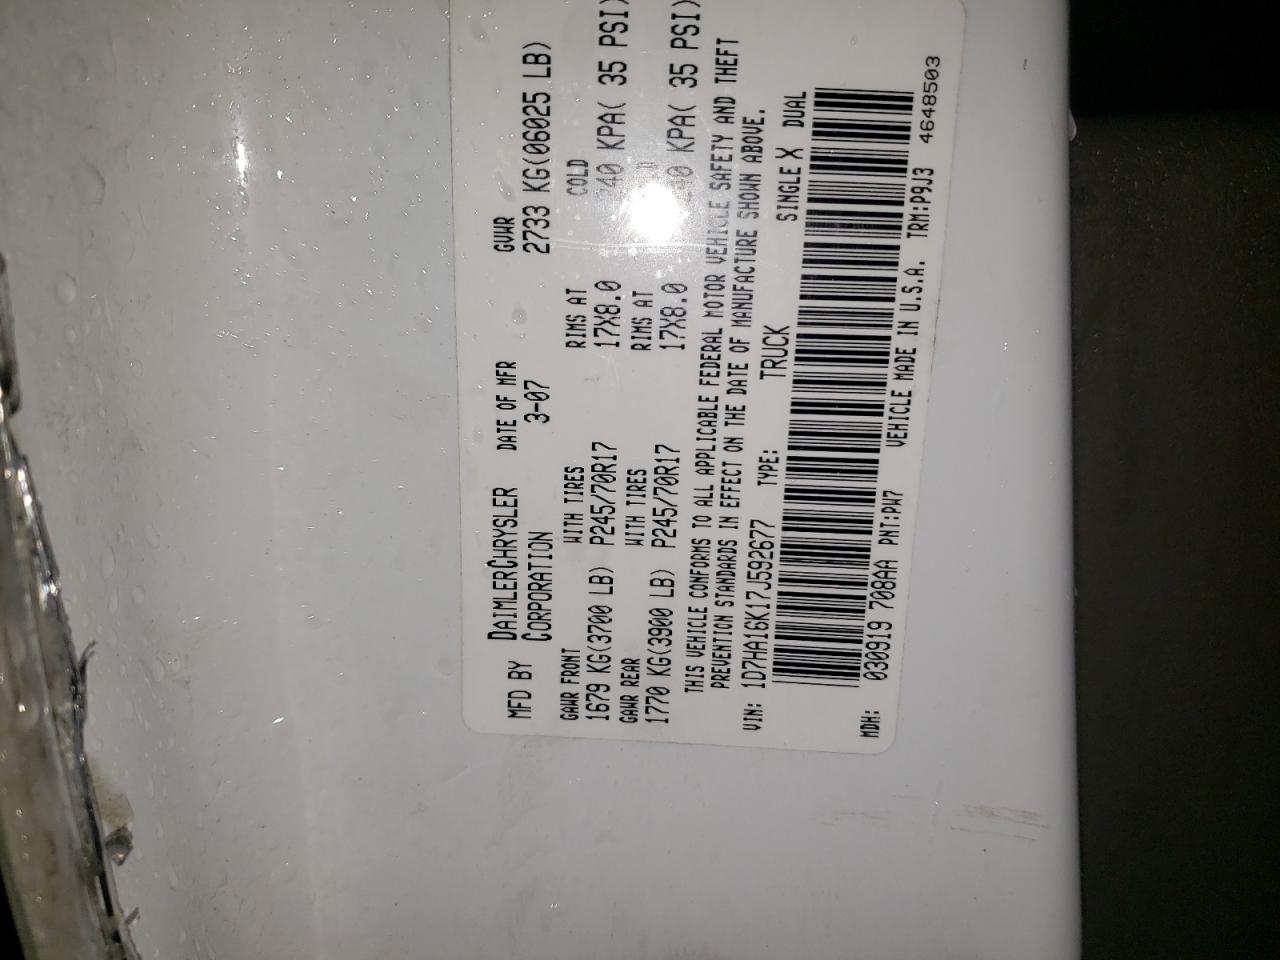 MFD BY DAIMLERCHRYSLER DATE OF MFR GVWR
CORPORATION 3-07 2733 KG(06025 LB)
GAWR FRONT WITH TIRES RIMS AT COLD
1679 KG(3700 LB) P245/70R17 17X8.0 240 KPA( 35 PSI)
GAWR REAR WITH TIRES RIMS AT
1770 KG(3900 LB) P245/70R17 17X8.0 KPA( 35 PSI)
THIS VEHICLE CONFORMS TO ALL APPLICABLE FEDERAL MOTOR VEHICLE SAFETY AND THEFT
PREVENTION STANDARDS IN EFFECT ON THE DATE OF MANUFACTURE SHOWN ABOVE.
VIN: 1D7HA16K17J592677 TYPE: TRUCK SINGLE X DUAL
MDH: 030919 708AA PNT:PW7 VEHICLE MADE IN U.S.A. TRM:P9J3 4648503